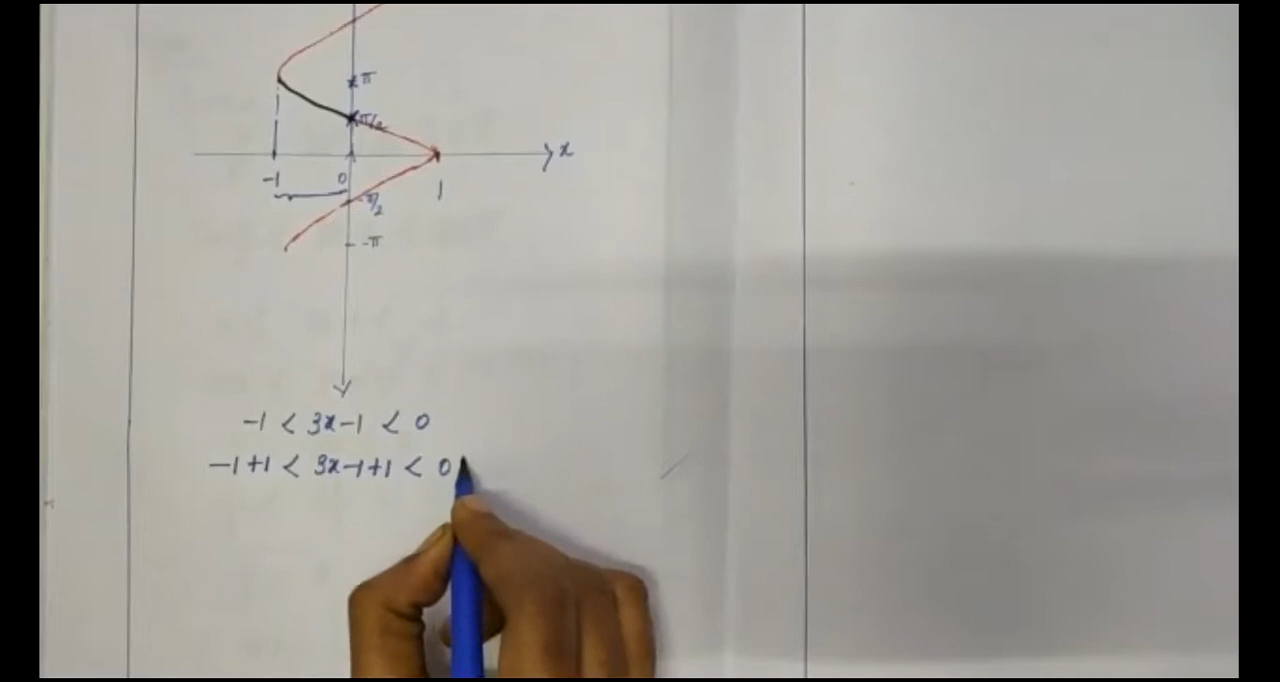 π
π/2
x
-1 0 1
-π/2
-π
-1 < 3x-1 < 0
-1+1 < 3x-1+1 < 0